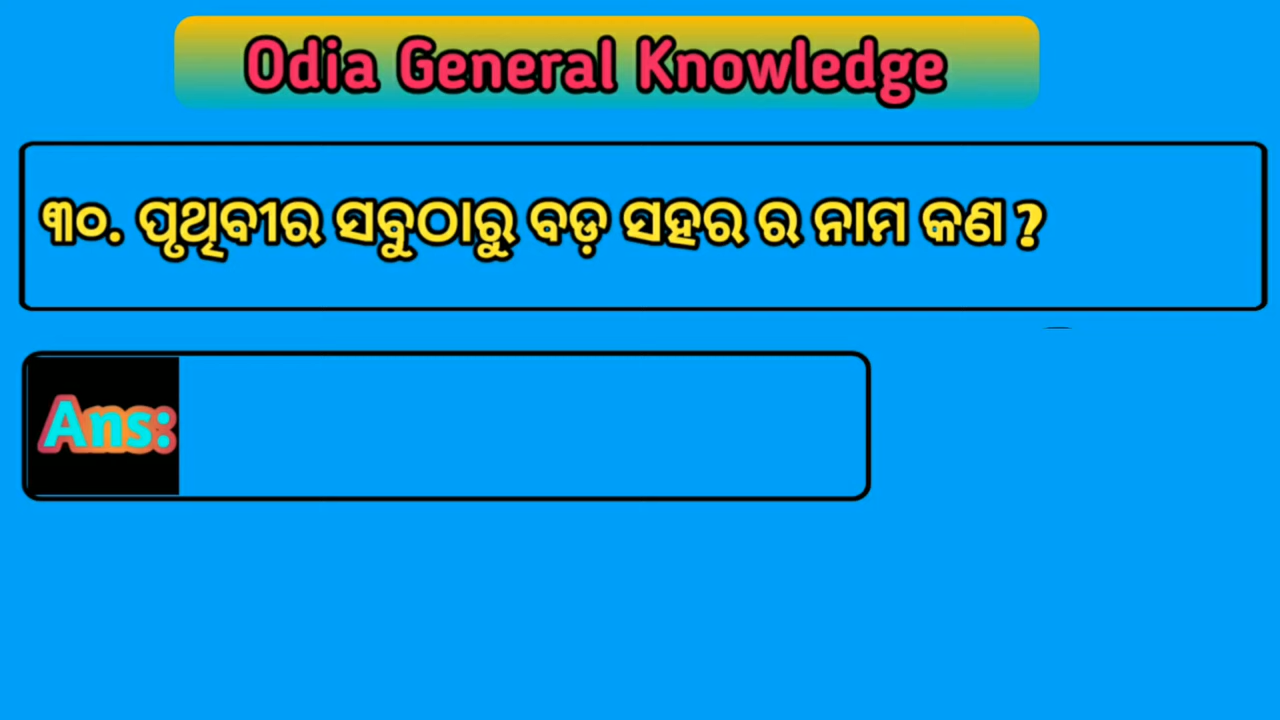 Odia General Knowledge
୩୦. ପୃଥିବୀର ସବୁଠାରୁ ବଡ଼ ସହର ର ନାମ କଣ ?
Ans: